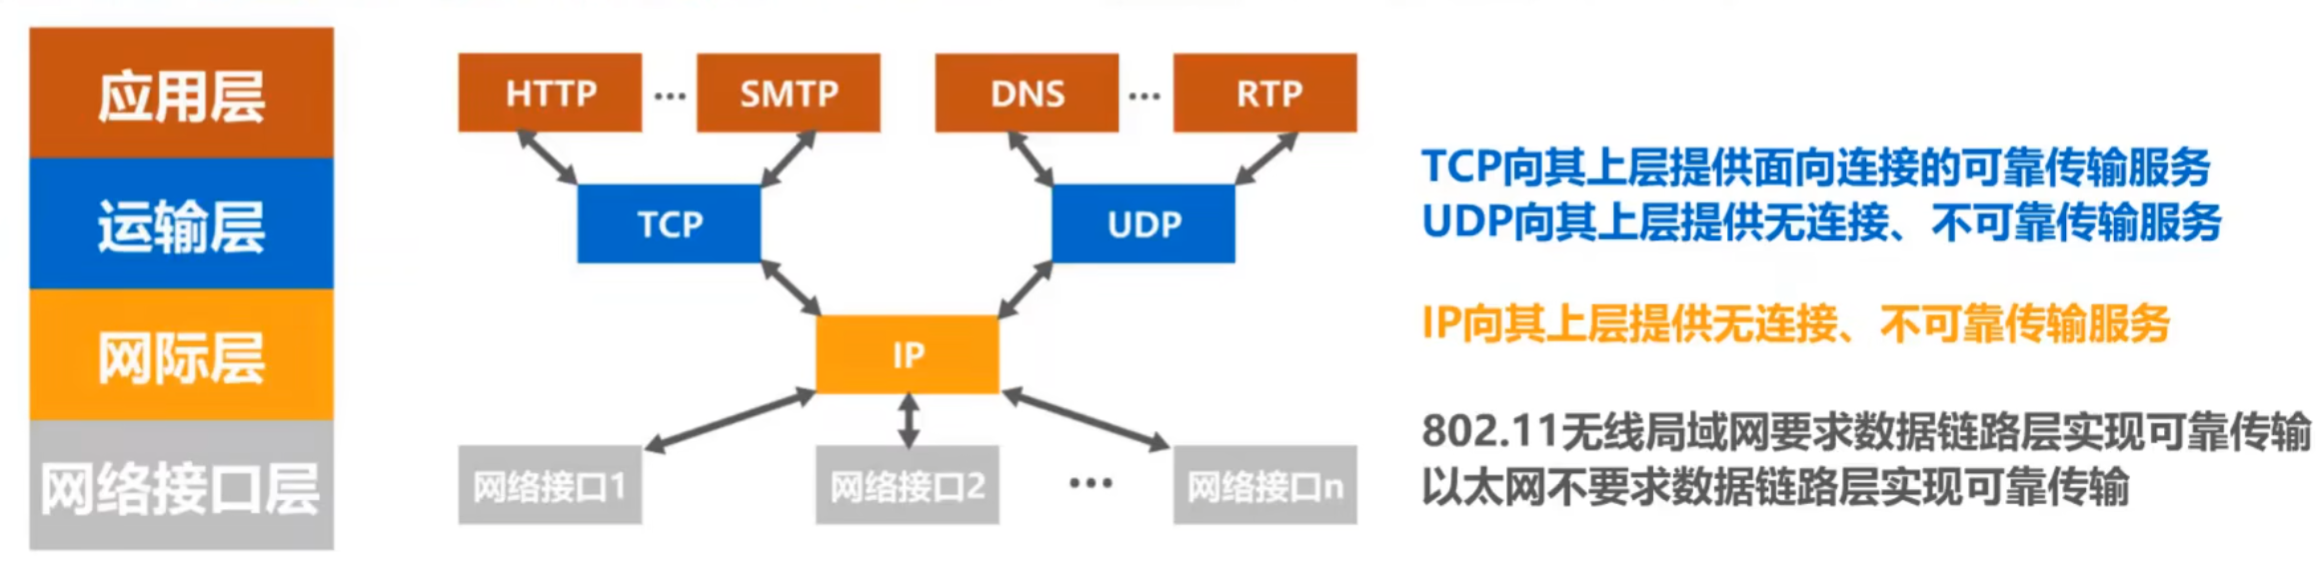 应用层
运输层
网际层
网络接口层
HTTP ... SMTP DNS ... RTP
TCP UDP
IP
网络接口1 网络接口2 ... 网络接口n
TCP向其上层提供面向连接的可靠传输服务
UDP向其上层提供无连接、不可靠传输服务
IP向其上层提供无连接、不可靠传输服务
802.11无线局域网要求数据链路层实现可靠传输
以太网不要求数据链路层实现可靠传输